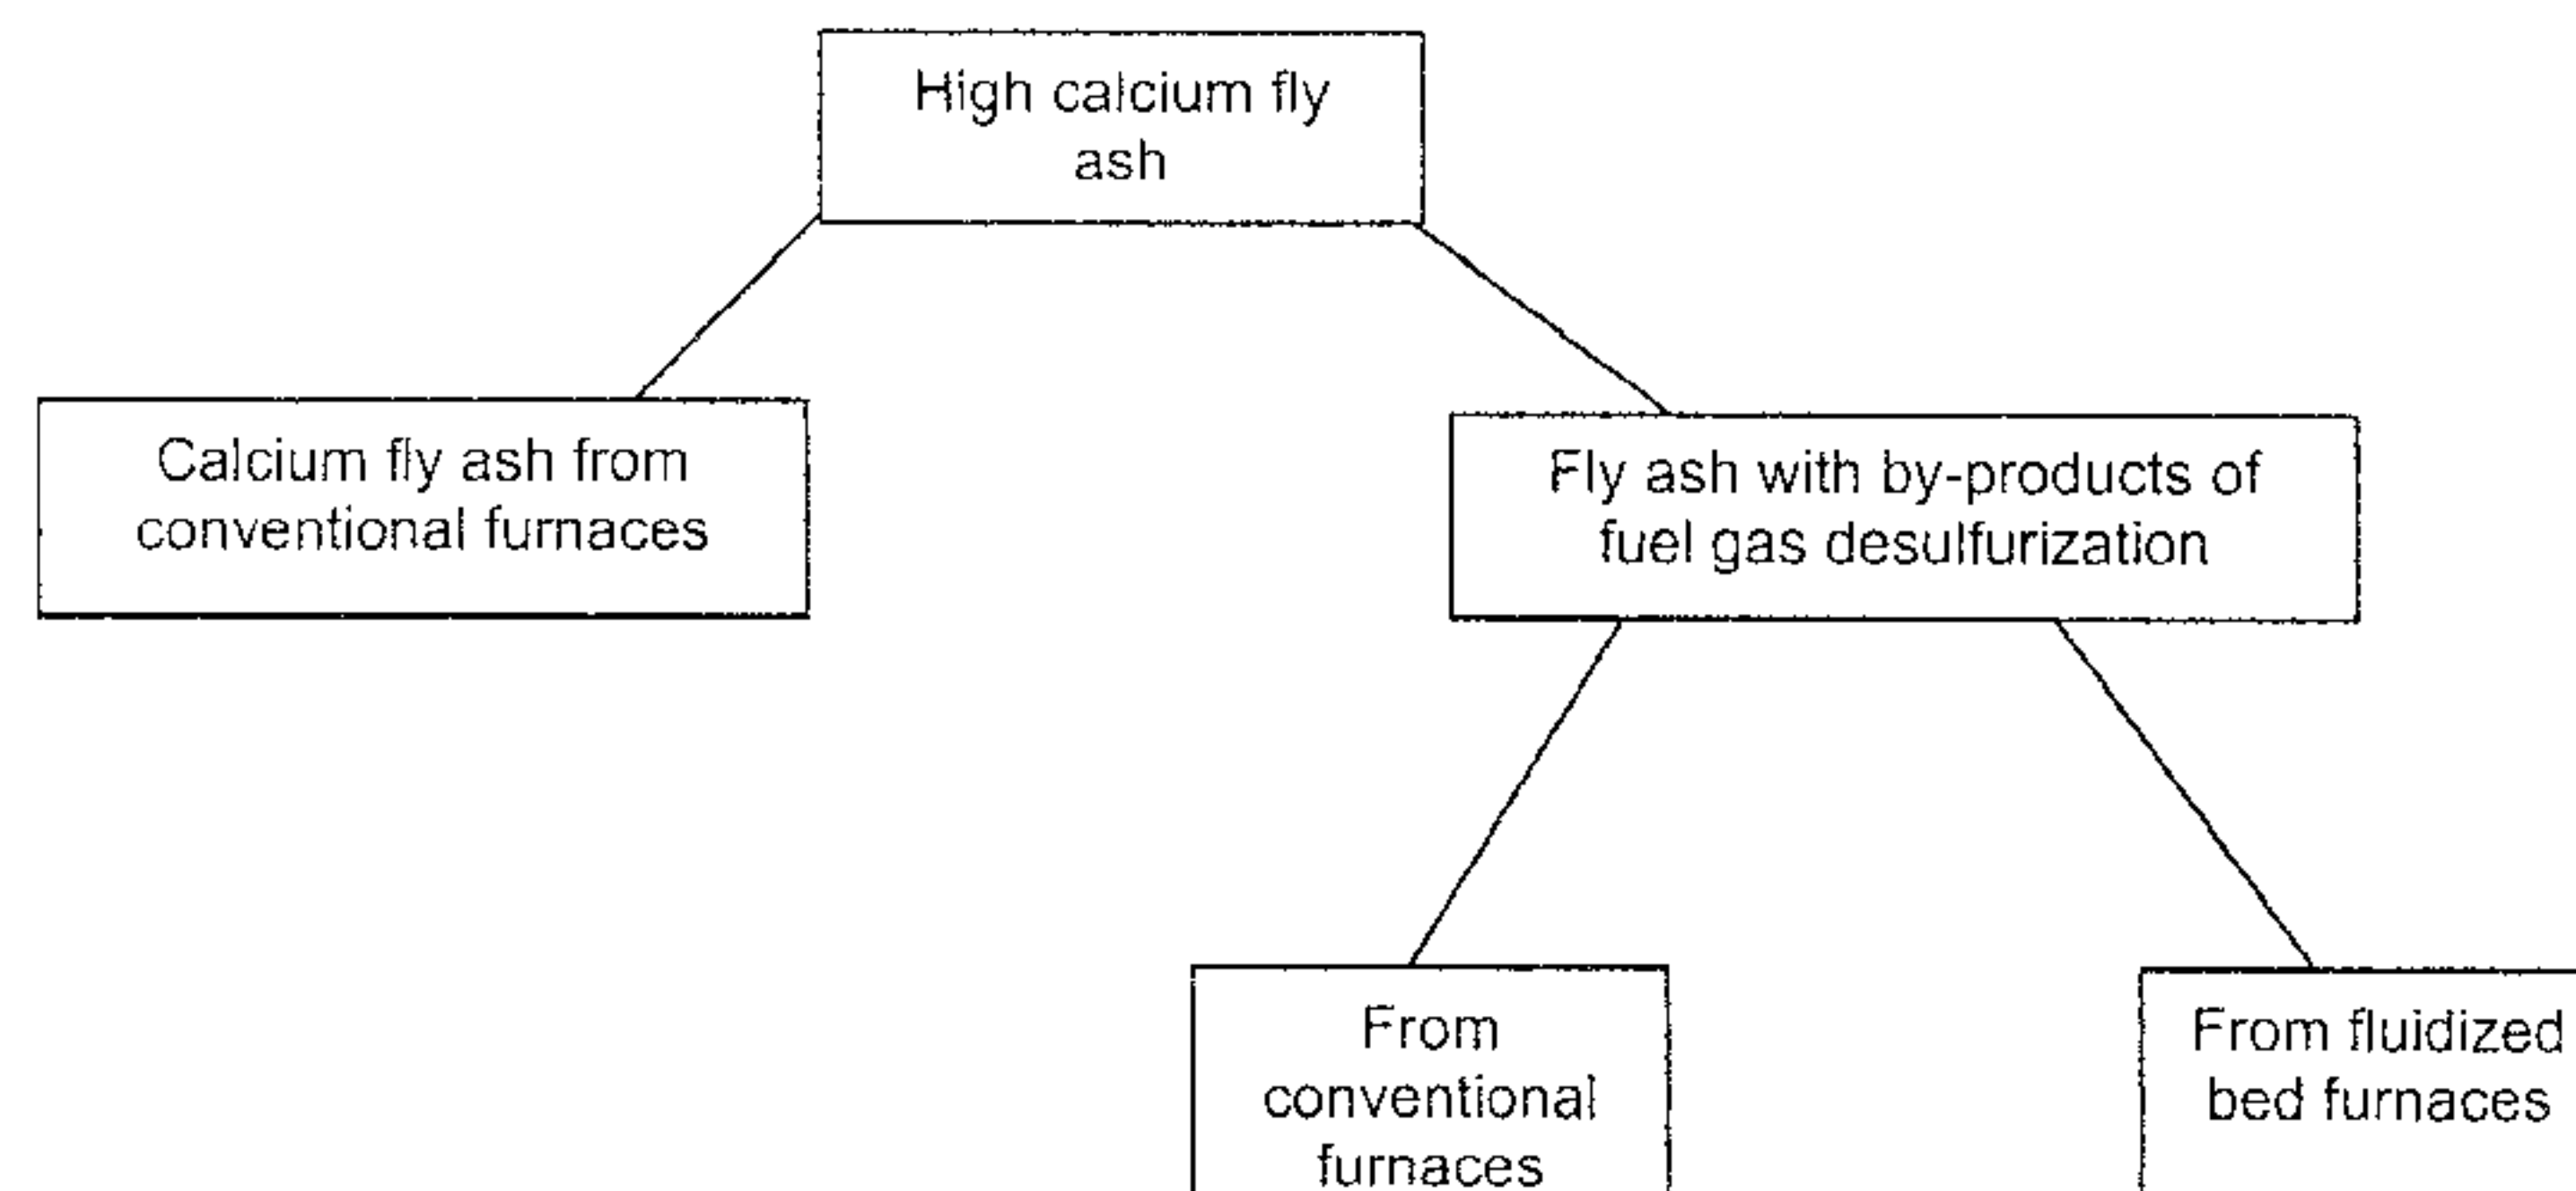 High calcium fly
ash
Calcium fly ash from
conventional furnaces
Fly ash with by-products of
fuel gas desulfurization
From
conventional
furnaces
From fluidized
bed furnaces